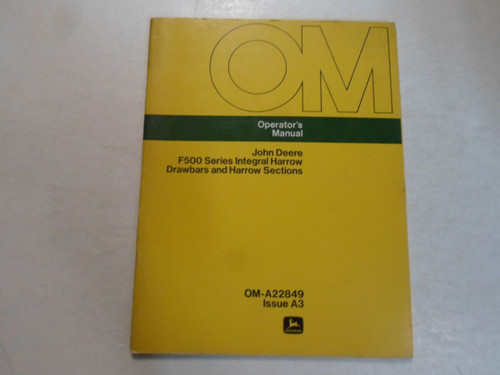 OM
Operator's
Manual
John Deere
F500 Series Integral Harrow
Drawbars and Harrow Sections
OM-A22849
Issue A3